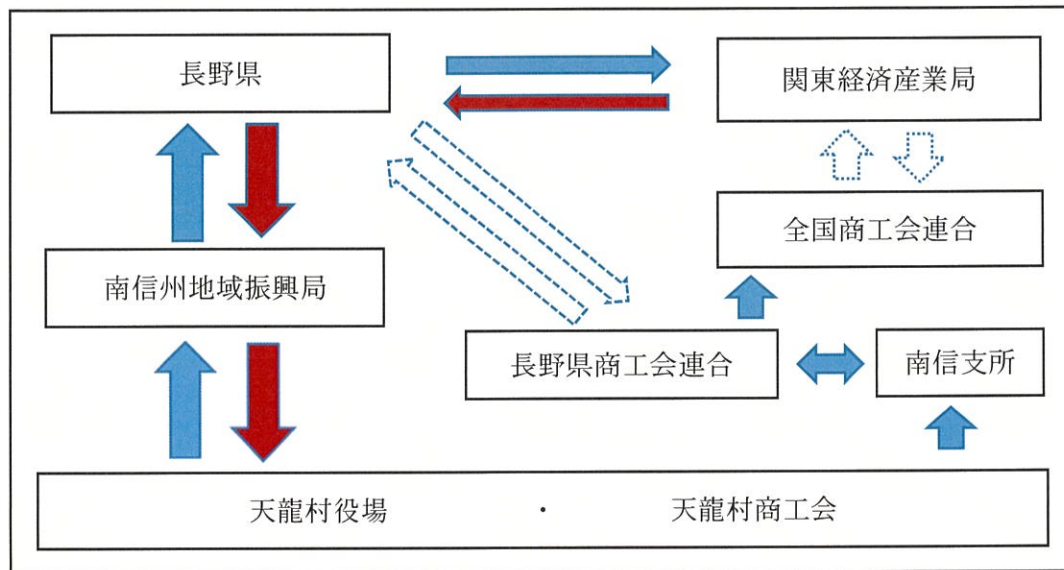 長野県
関東経済産業局
全国商工会連合
南信州地域振興局
長野県商工会連合
南信支所
天龍村役場 ・ 天龍村商工会